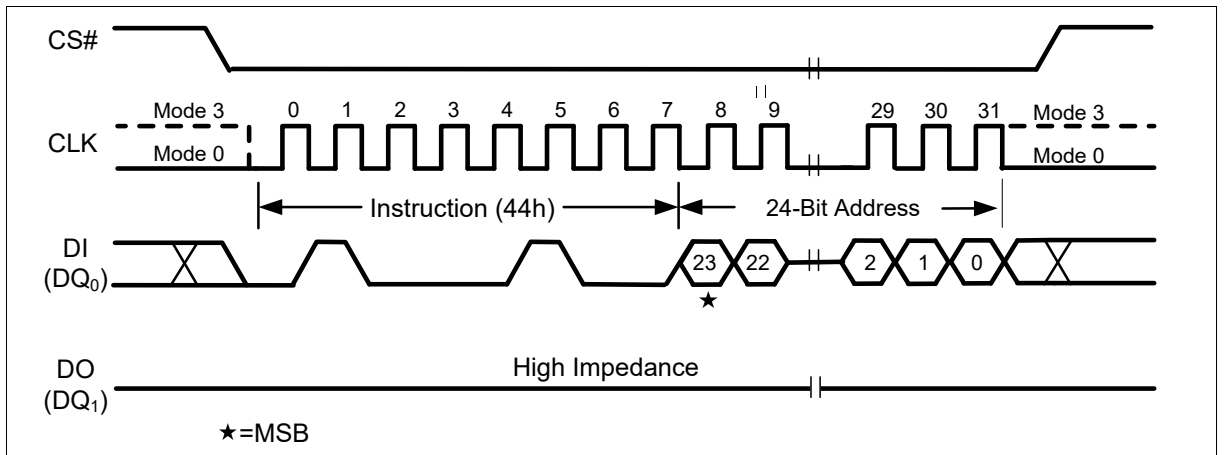 CS#
Mode 3 0 1 2 3 4 5 6 7 8 9 29 30 31 Mode 3
CLK
Mode 0 Mode 0
Instruction (44h) 24-Bit Address
DI
(DQ0) 23 22 2 1 0
★
High Impedance
DO
(DQ1)
★=MSB